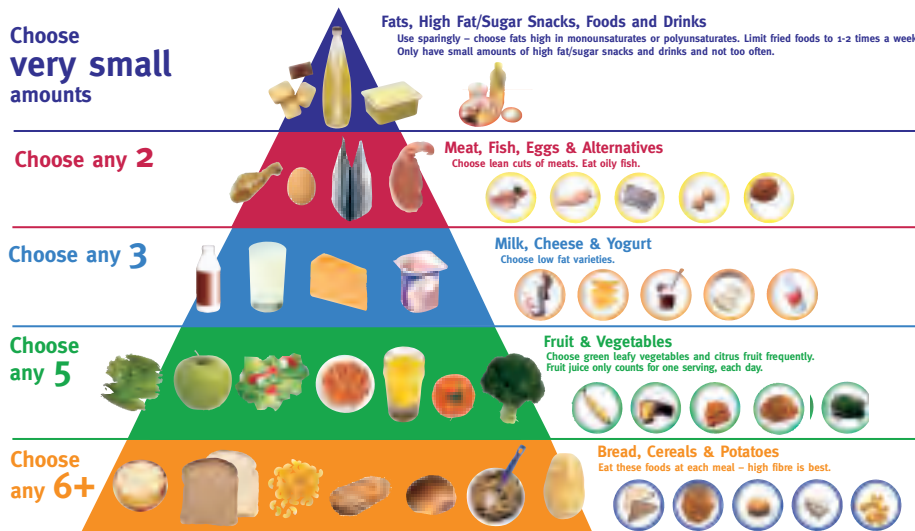 Choose
very small
amounts
Fats, High Fat/Sugar Snacks, Foods and Drinks
Use sparingly – choose fats high in monounsaturates or polyunsaturates. Limit fried foods to 1-2 times a week
Only have small amounts of high fat/sugar snacks and drinks and not too often.
Choose any 2
Meat, Fish, Eggs & Alternatives
Choose lean cuts of meats. Eat oily fish.
Choose any 3
Milk, Cheese & Yogurt
Choose low fat varieties.
Choose
any 5
Fruit & Vegetables
Choose green leafy vegetables and citrus fruit frequently.
Fruit juice only counts for one serving, each day.
Choose
any 6+
Bread, Cereals & Potatoes
Eat these foods at each meal – high fibre is best.